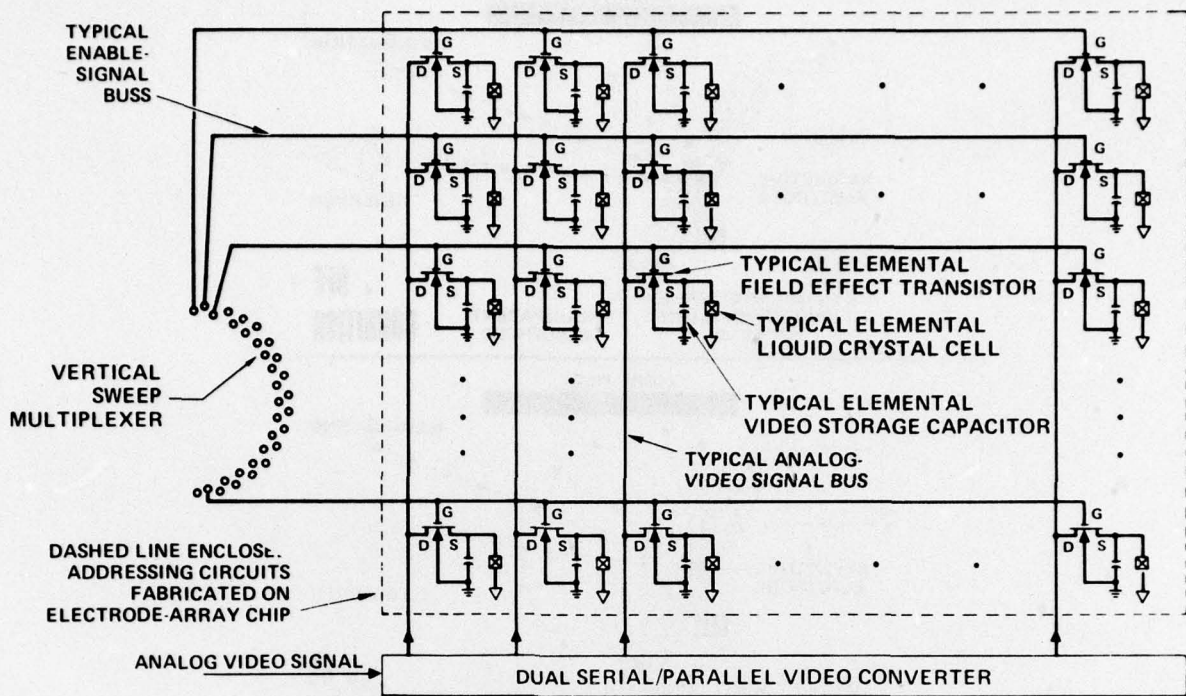 TYPICAL
ENABLE-
SIGNAL
BUSS
G G G G
D S D S D S D S
G G G G
D S D S D S D S
G G G G
D S D S D S D S
TYPICAL ELEMENTAL
FIELD EFFECT TRANSISTOR
TYPICAL ELEMENTAL
LIQUID CRYSTAL CELL
VERTICAL
SWEEP
MULTIPLEXER
TYPICAL ELEMENTAL
VIDEO STORAGE CAPACITOR
TYPICAL ANALOG-
VIDEO SIGNAL BUS
G G G G
D S D S D S D S
DASHED LINE ENCLOSE.
ADDRESSING CIRCUITS
FABRICATED ON
ELECTRODE-ARRAY CHIP
ANALOG VIDEO SIGNAL
DUAL SERIAL/PARALLEL VIDEO CONVERTER